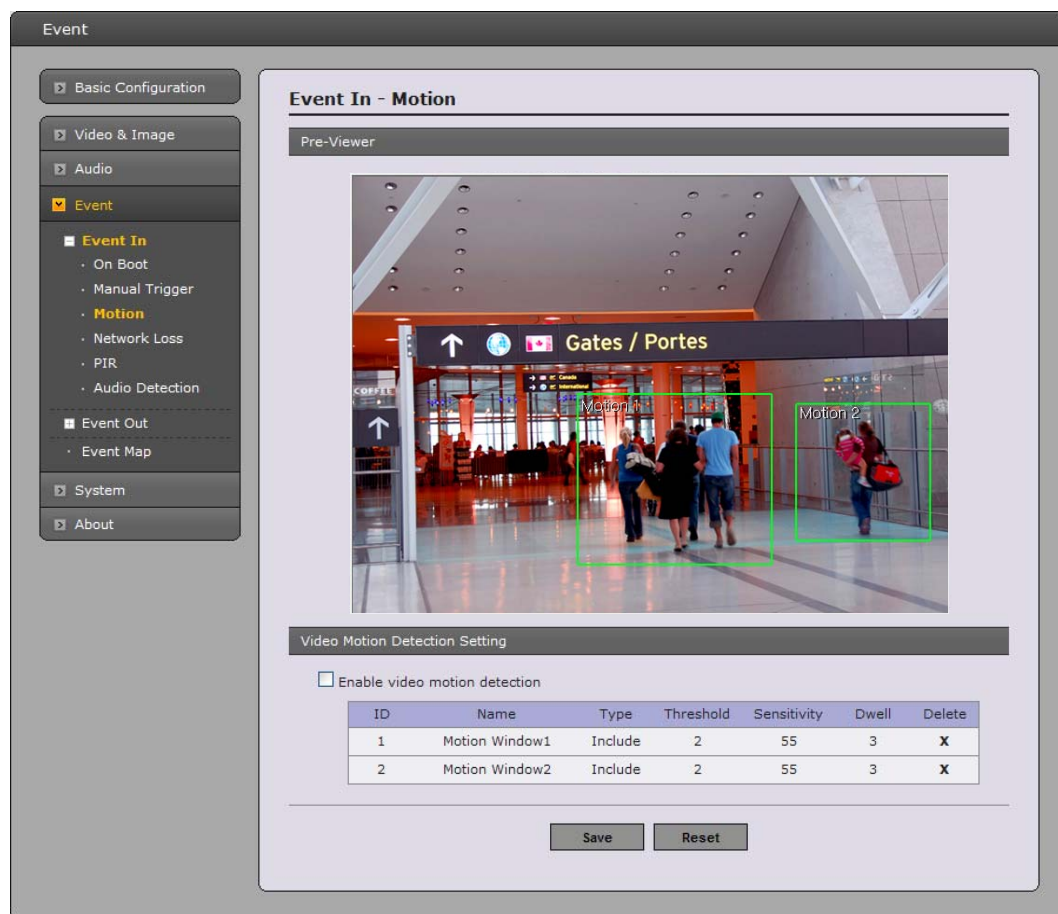 Event
Basic Configuration
Video & Image
Audio
Event
Event In
On Boot
Manual Trigger
Motion
Network Loss
PIR
Audio Detection
Event Out
Event Map
System
About
Event In - Motion
Pre-Viewer
Gates / Portes
Canada
International
COFFEE
Motion 1
Motion 2
Video Motion Detection Setting
Enable video motion detection
ID Name Type Threshold Sensitivity Dwell Delete
1 Motion Window1 Include 2 55 3 X
2 Motion Window2 Include 2 55 3 X
Save Reset